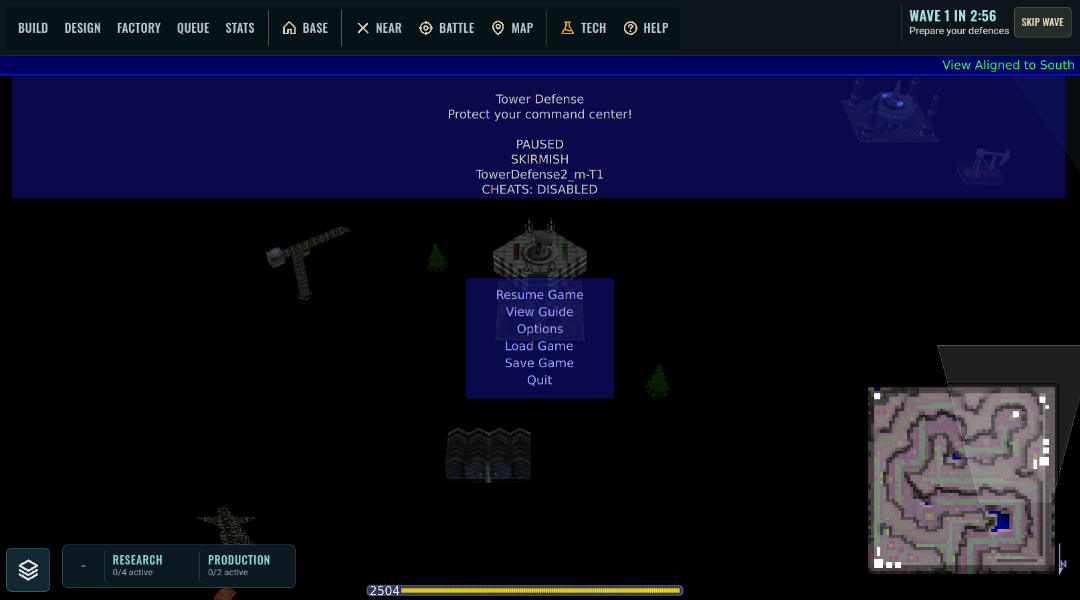 BUILD DESIGN FACTORY QUEUE STATS BASE NEAR BATTLE MAP TECH HELP
WAVE 1 IN 2:56
Prepare your defences
SKIP WAVE
View Aligned to South
Tower Defense
Protect your command center!
PAUSED
SKIRMISH
TowerDefense2_m-T1
CHEATS: DISABLED
Resume Game
View Guide
Options
Load Game
Save Game
Quit
N
-
RESEARCH
0/4 active
PRODUCTION
0/2 active
2504